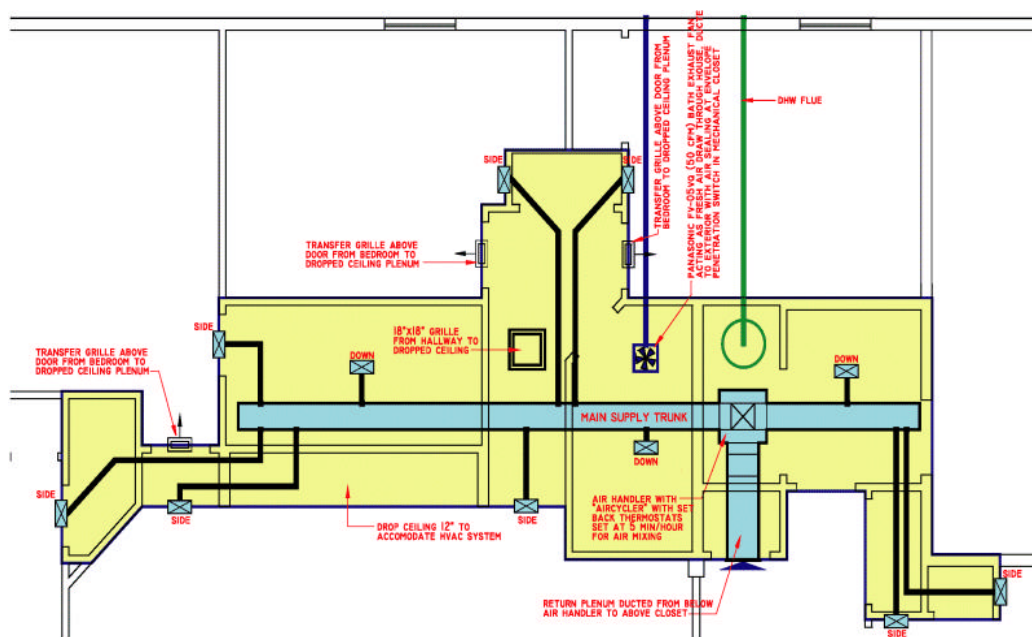 PANASONIC FV-05VQ (50 CFM) BATH EXHAUST FAN
ACTING AS FRESH AIR DRAW THROUGH HOUSE, DUCTE
TO EXTERIOR WITH AIR SEALING AT ENVELOPE
PENETRATION SWITCH IN MECHANICAL CLOSET
TRANSFER GRILLE ABOVE DOOR FROM
BEDROOM TO DROPPED CEILING PLENUM
DHW FLUE
SIDE
SIDE
TRANSFER GRILLE ABOVE
DOOR FROM BEDROOM TO
DROPPED CEILING PLENUM
SIDE
18"x18" GRILLE
FROM HALLWAY TO
DROPPED CEILING
TRANSFER GRILLE ABOVE
DOOR FROM BEDROOM TO
DROPPED CEILING PLENUM
DOWN
DOWN
MAIN SUPPLY TRUNK
DOWN
SIDE
SIDE
SIDE
AIR HANDLER WITH
"AIRCYCLER" WITH SET
BACK THERMOSTATS
SET AT 5 MIN/HOUR
FOR AIR MIXING
DROP CEILING 12" TO
ACCOMODATE HVAC SYSTEM
SIDE
RETURN PLENUM DUCTED FROM BELOW
AIR HANDLER TO ABOVE CLOSET
SIDE